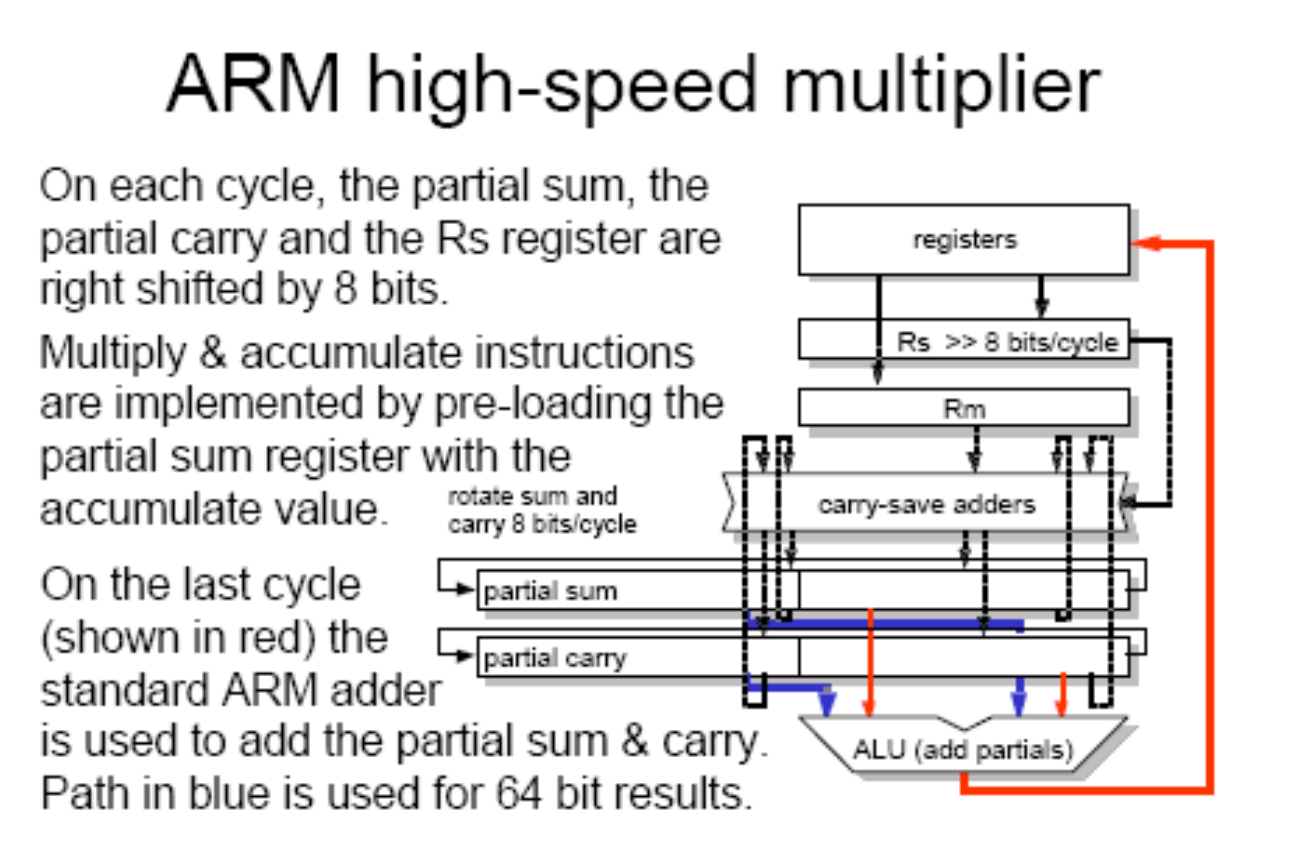 ARM high-speed multiplier
On each cycle, the partial sum, the
partial carry and the Rs register are
right shifted by 8 bits.
Multiply & accumulate instructions
are implemented by pre-loading the
partial sum register with the
accumulate value.
rotate sum and
carry 8 bits/cycle
On the last cycle
(shown in red) the
standard ARM adder
is used to add the partial sum & carry.
Path in blue is used for 64 bit results.
registers
Rs >> 8 bits/cycle
Rm
carry-save adders
partial sum
partial carry
ALU (add partials)